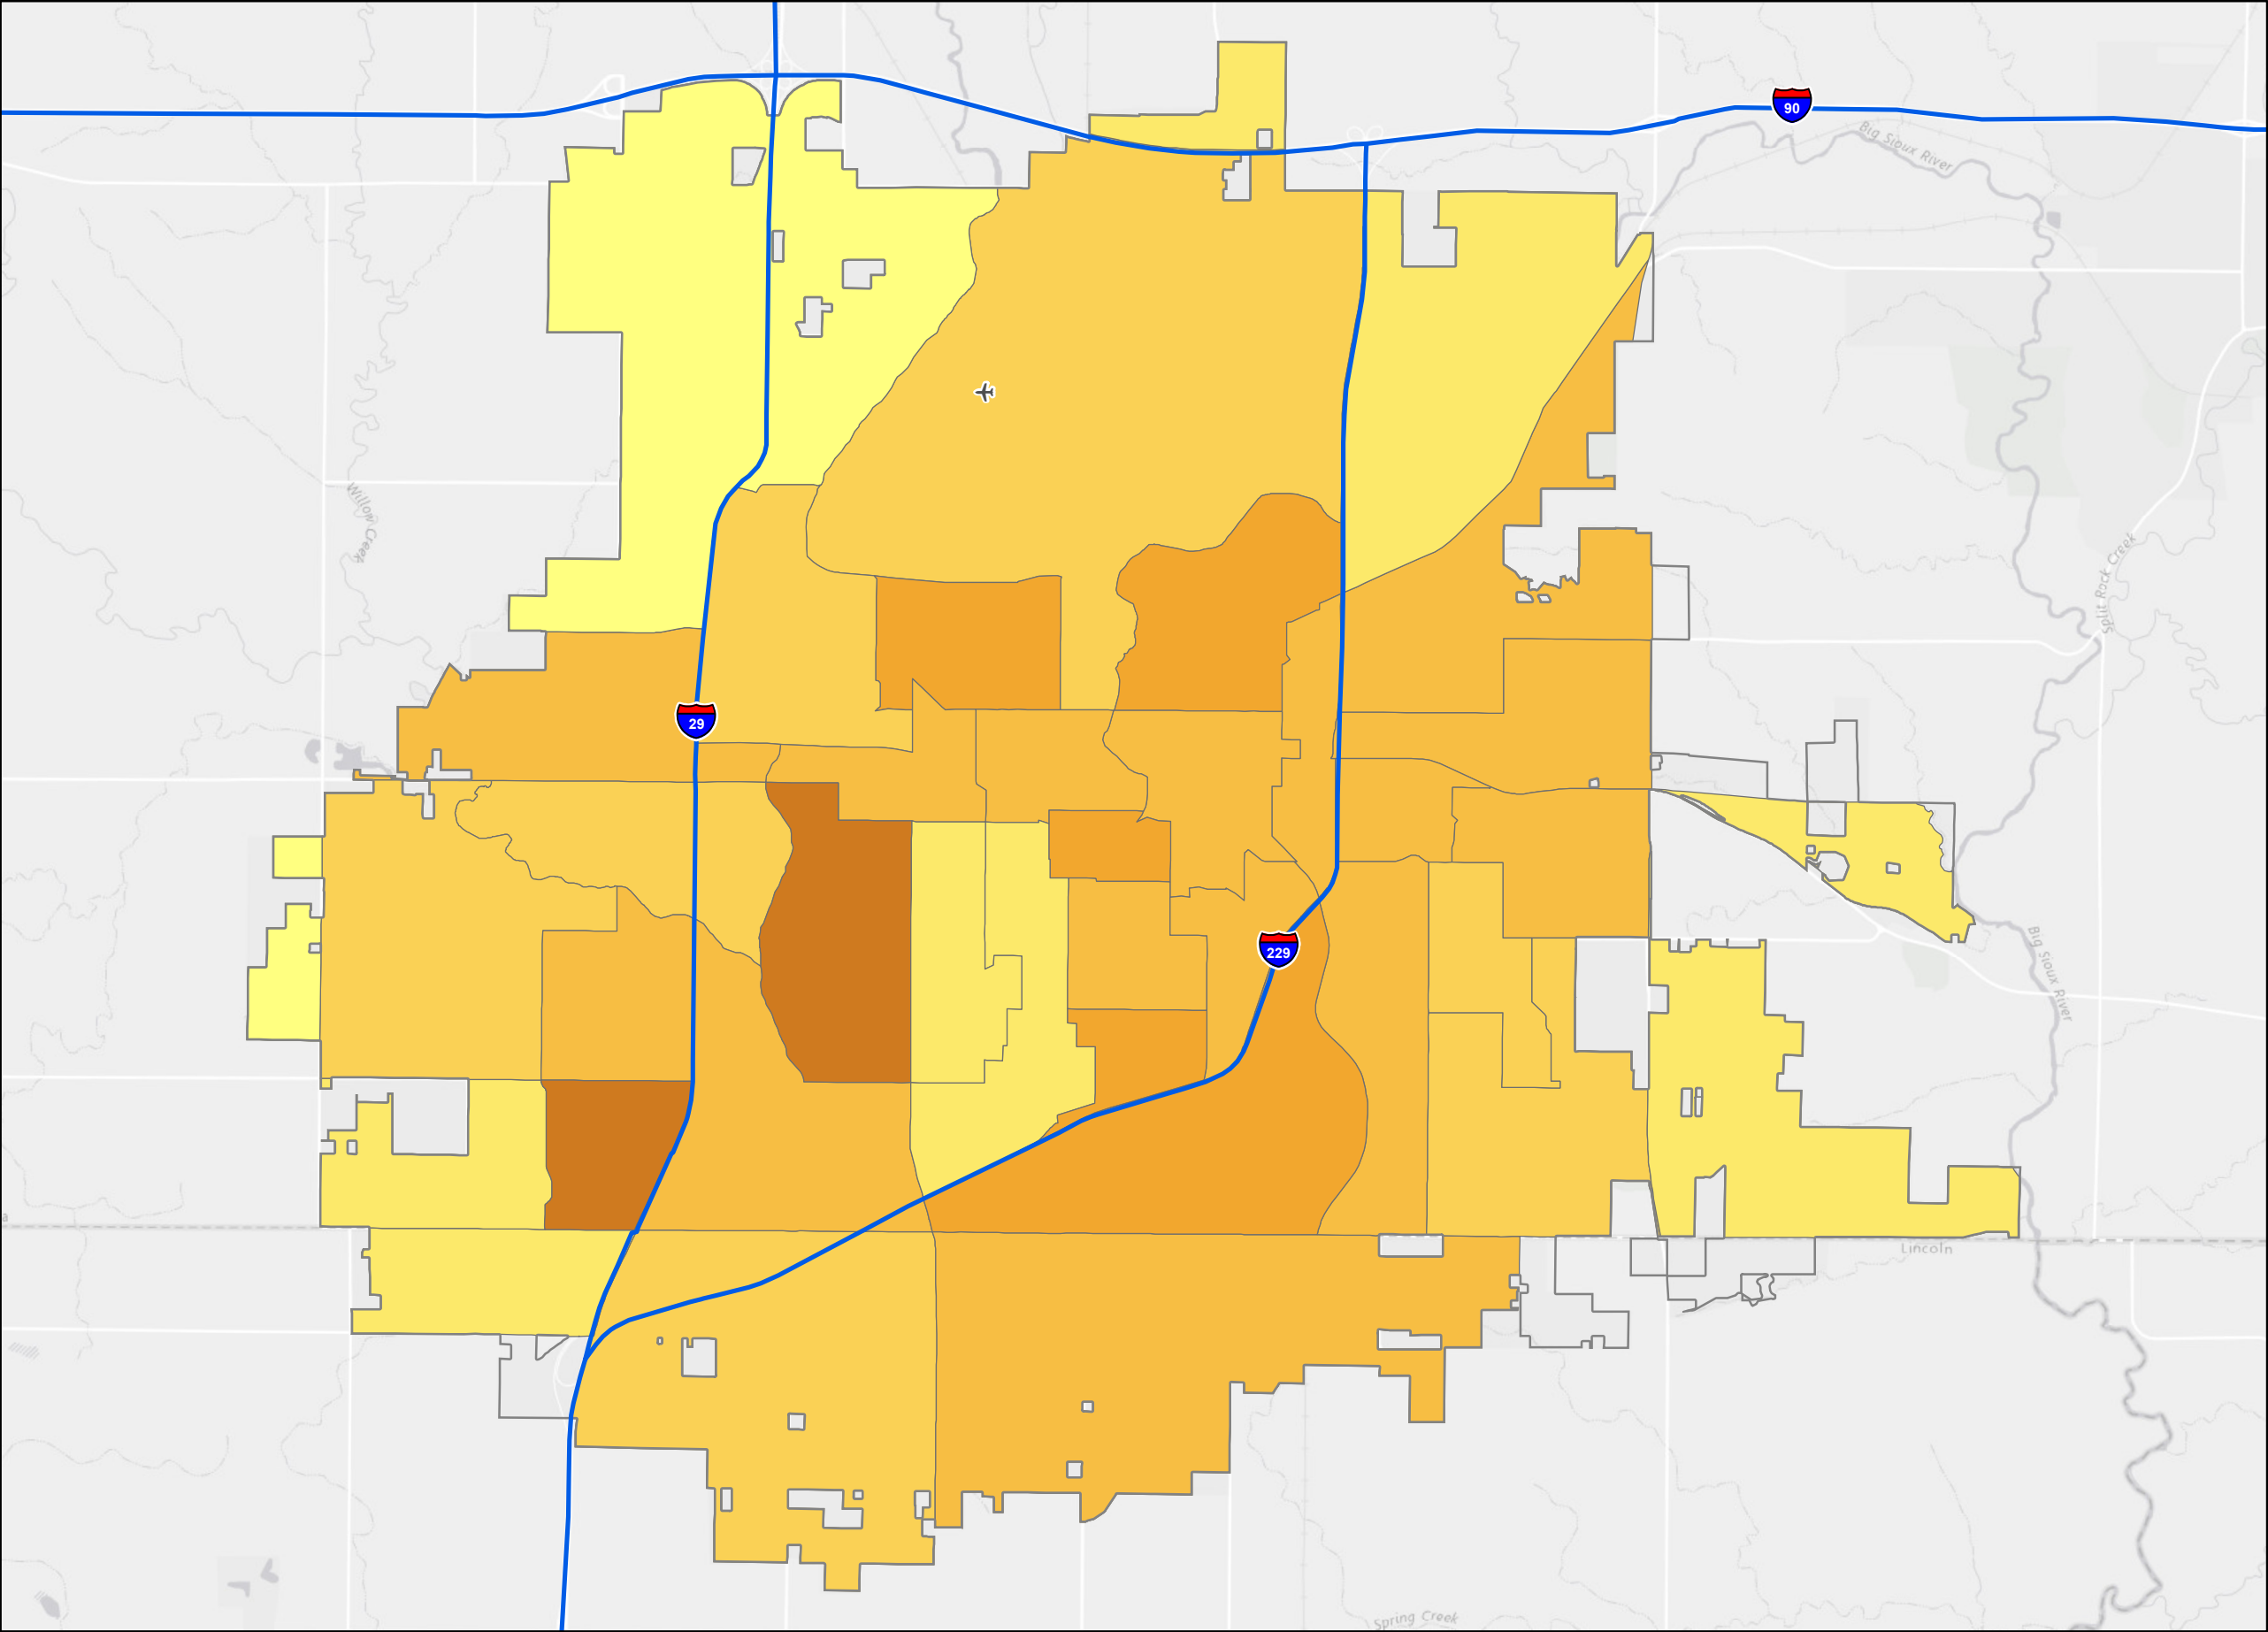 90
Big Sioux River
Willow Creek
Split Rock Creek
29
229
Big Sioux River
a
Lincoln
Spring Creek